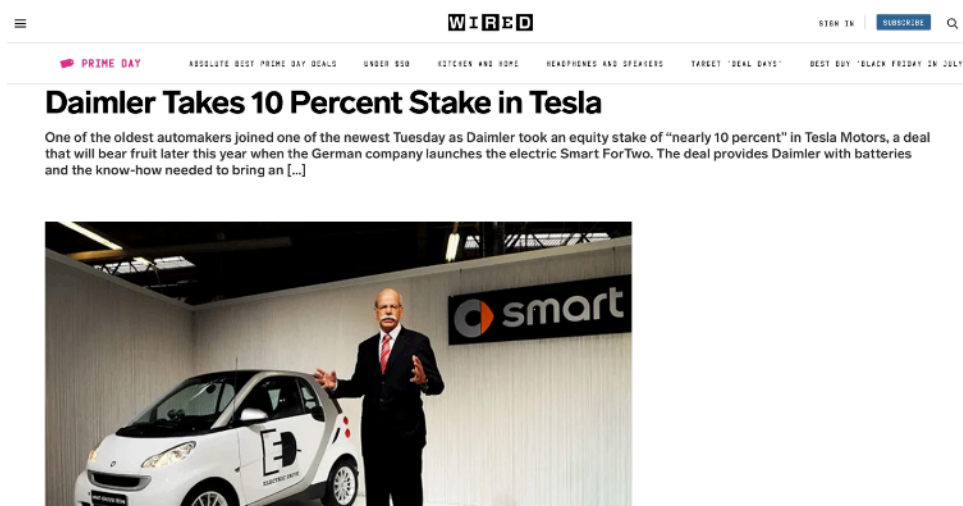 WIRED
SIGN IN
SUBSCRIBE
PRIME DAY
ABSOLUTE BEST PRIME DAY DEALS
UNDER $50
KITCHEN AND HOME
HEADPHONES AND SPEAKERS
TARGET 'DEAL DAYS'
BEST BUY 'BLACK FRIDAY IN JULY
Daimler Takes 10 Percent Stake in Tesla
One of the oldest automakers joined one of the newest Tuesday as Daimler took an equity stake of “nearly 10 percent” in Tesla Motors, a deal
that will bear fruit later this year when the German company launches the electric Smart ForTwo. The deal provides Daimler with batteries
and the know-how needed to bring an [...]
smart
ED
ELECTRIC DRIVE